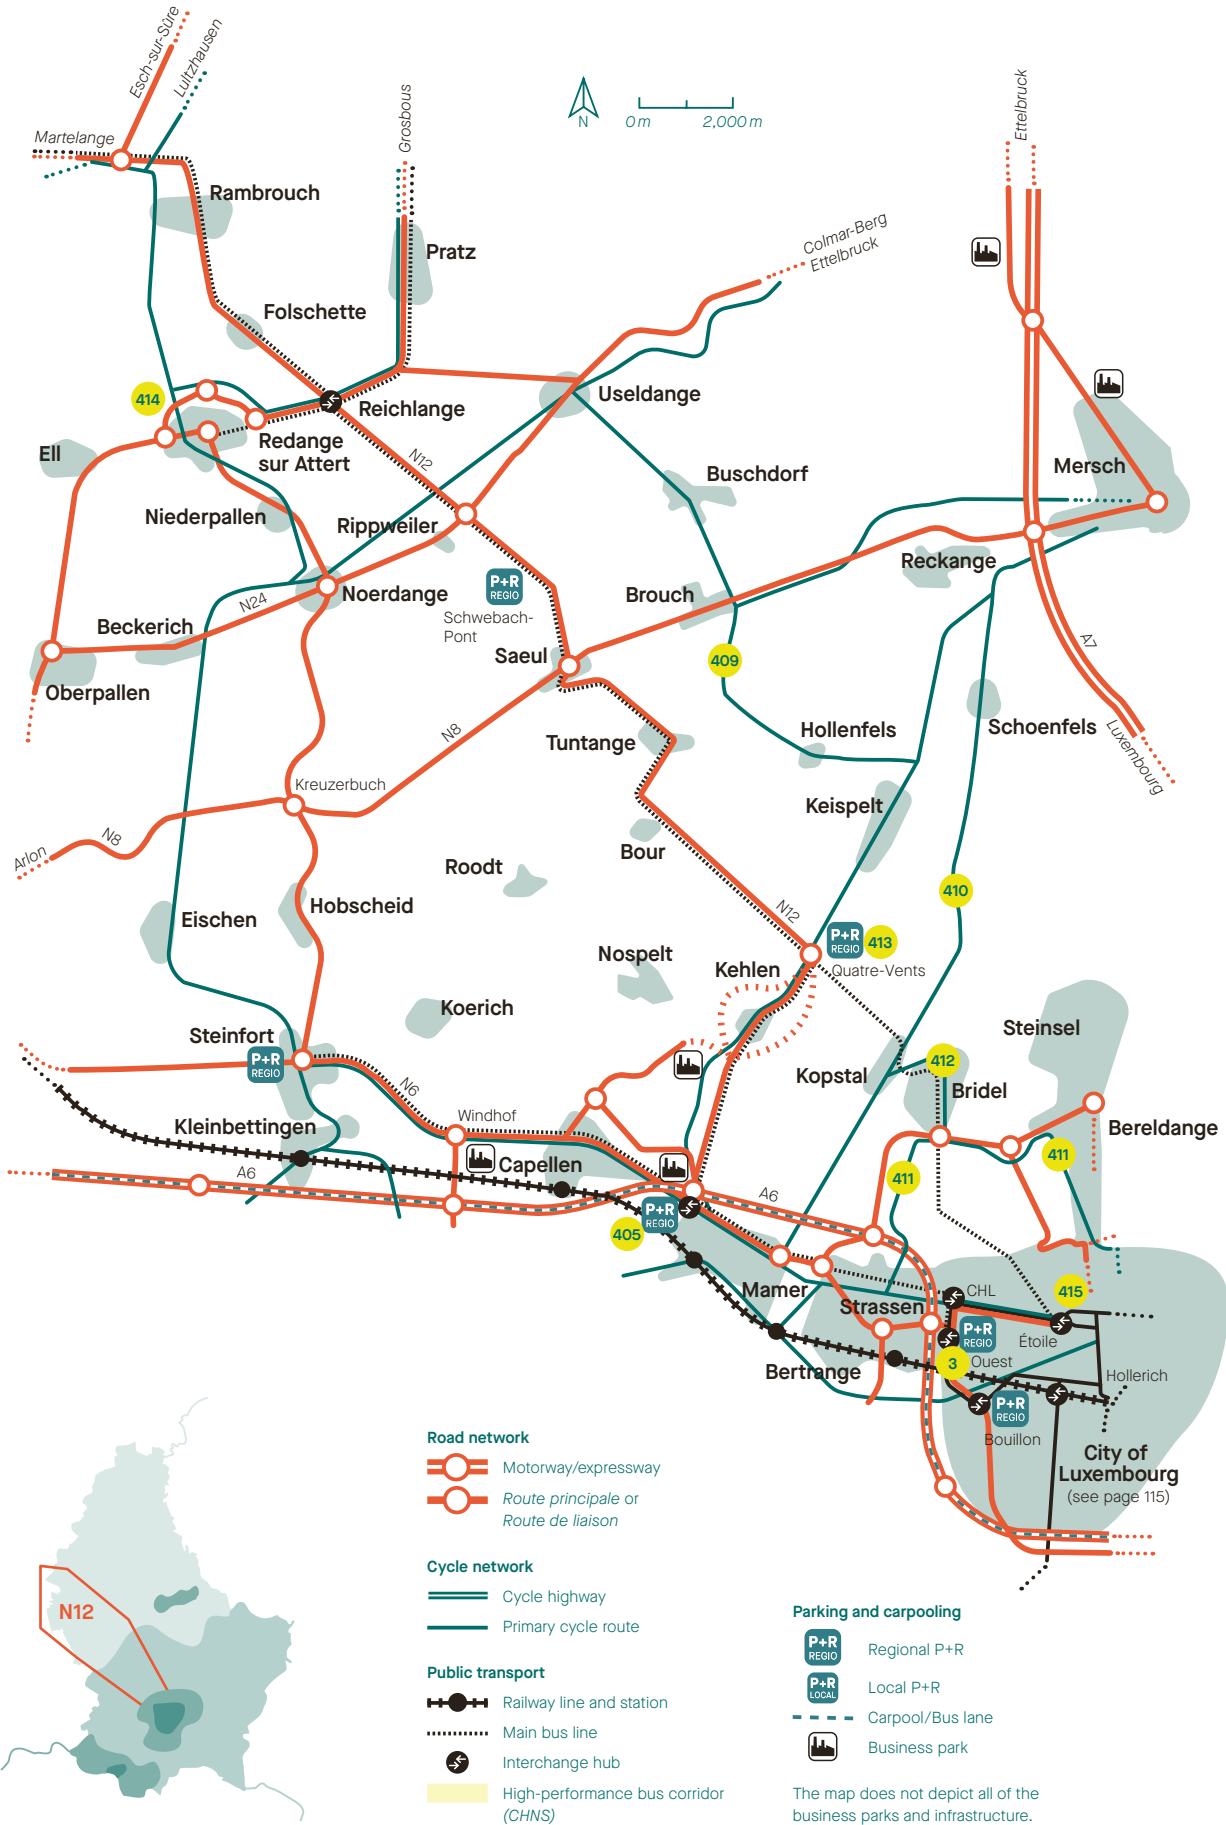 Esch-sur-Sûre
Lultzhausen
Martelange
Grosbous
N
0 m
2,000 m
Ettelbruck
Colmar-Berg
Ettelbruck
Rambrouch
Pratz
Folschette
414
Reichlange
Useldange
Redange
sur Attert
Ell
N12
Mersch
Buschdorf
Niederpallen
Rippweiler
Reckange
P+R
REGIO
Noerdange
Brouch
N24
Schwebach-
Pont
Beckerich
Saeul
409
A7
Oberpallen
Schoenfels
Hollenfels
N8
Tuntange
Luxembourg
Kreuzerbuch
Keispelt
N8
Arlon
Bour
Roodt
410
Hobscheid
N12
Eischen
P+R
REGIO
413
Nospelt
Kehlen
Quatre-Vents
Koerich
Steinsel
Steinfort
P+R
REGIO
412
Kopstal
N6
Bridel
Windhof
Kleinbettingen
Bereldange
411
Capellen
A6
411
A6
P+R
REGIO
405
Mamer
CHL
415
Strassen
P+R
REGIO
Étoile
3
Ouest
Bertrange
Hollerich
P+R
REGIO
Bouillon
City of
Luxembourg
(see page 115)
N12
Road network
Motorway/expressway
Route principale or
Route de liaison
Cycle network
Cycle highway
Primary cycle route
Public transport
Railway line and station
Main bus line
Interchange hub
High-performance bus corridor
(CHNS)
Parking and carpooling
P+R
REGIO
Regional P+R
P+R
LOCAL
Local P+R
Carpool/Bus lane
Business park
The map does not depict all of the
business parks and infrastructure.